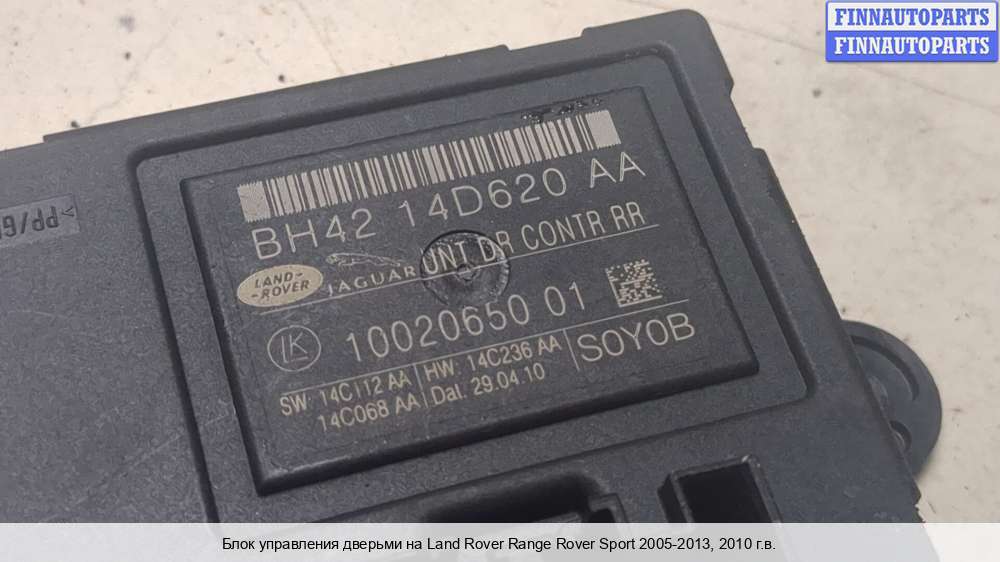 FINNAUTOPARTS
FINNAUTOPARTS
BH42 14D620 AA
LAND-
-ROVER
JAGUAR
UNT DR CONTR RR
10020650 01
SW: 14C112 AA
14C068 AA
HW: 14C236 AA
Dat. 29.04.10
SOY0B
Блок управления дверьми на Land Rover Range Rover Sport 2005-2013, 2010 г.в.